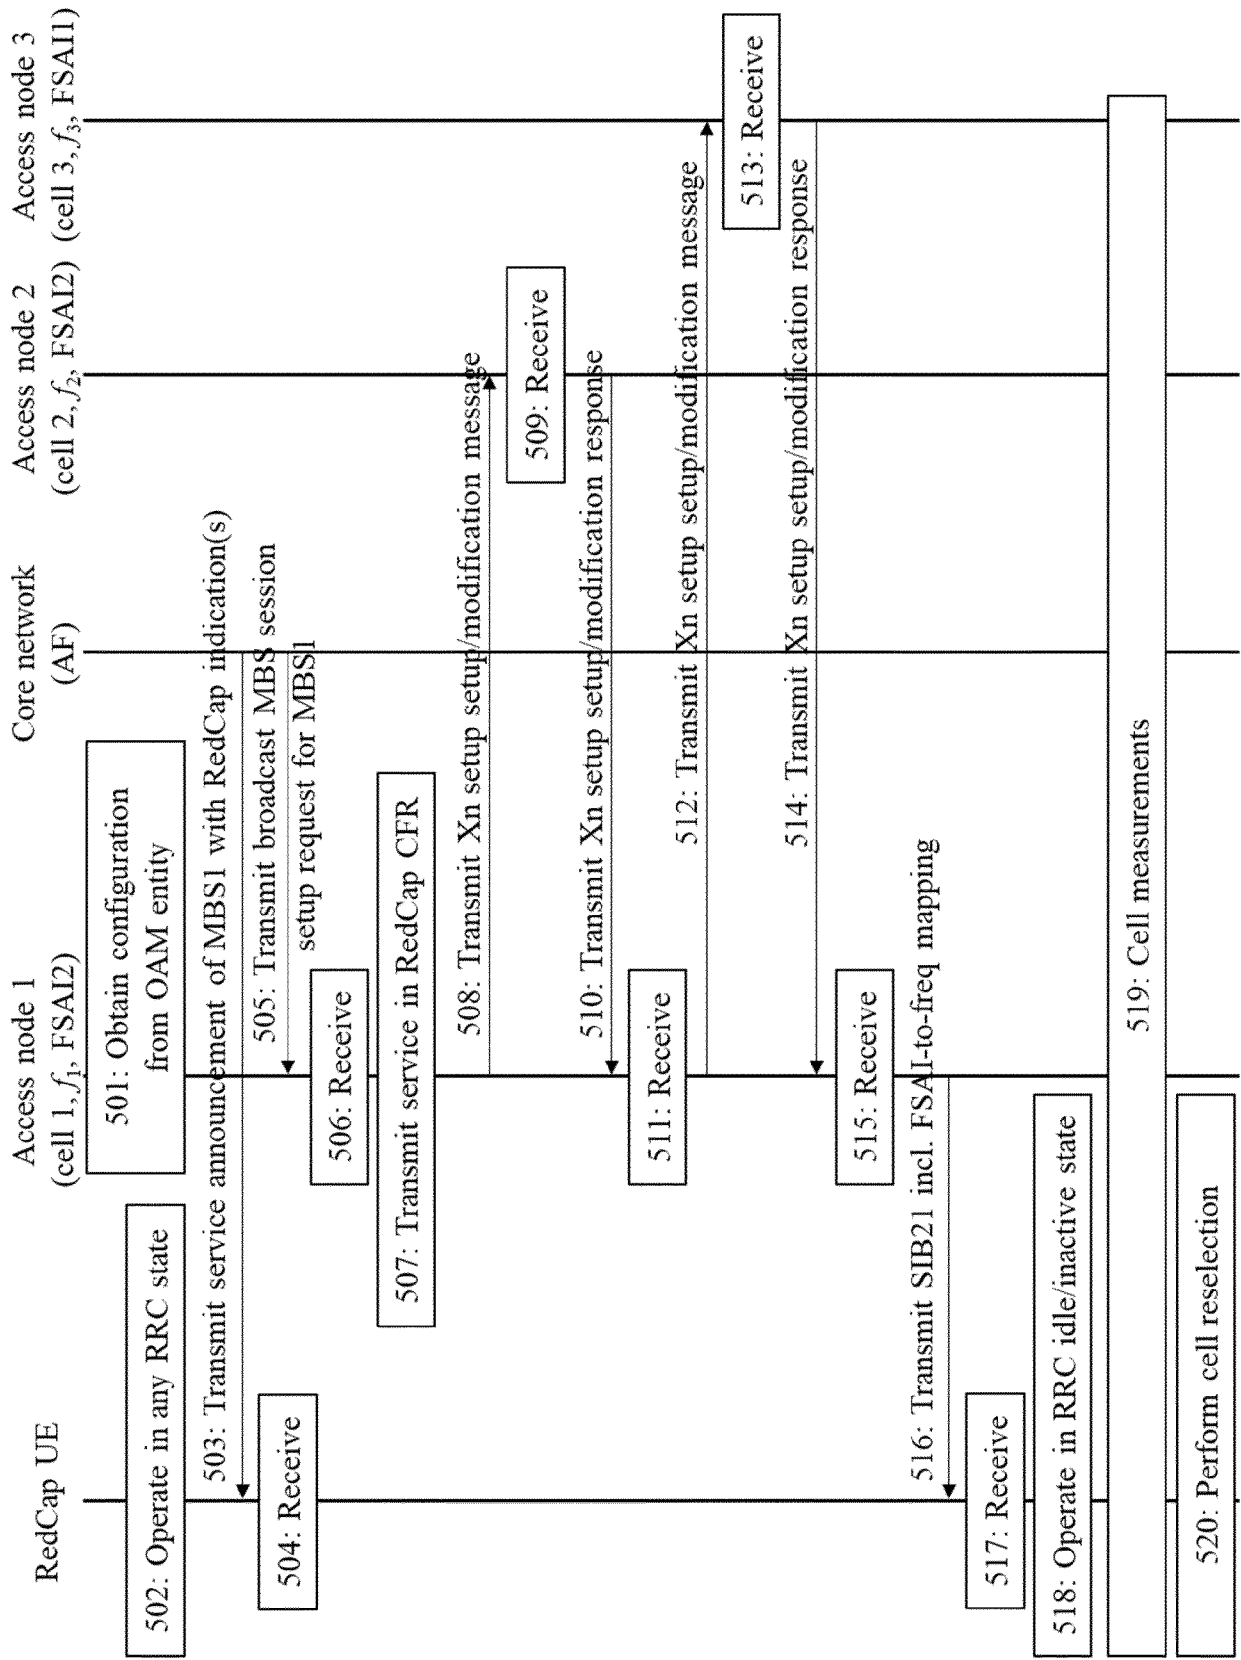 RedCap UE
Access node 1
(cell 1, f1, FSAI2)
Core network
(AF)
Access node 2
(cell 2, f2, FSAI2)
Access node 3
(cell 3, f3, FSAI1)
501: Obtain configuration
from OAM entity
502: Operate in any RRC state
503: Transmit service announcement of MBS1 with RedCap indication(s)
504: Receive
505: Transmit broadcast MBS session
setup request for MBS1
506: Receive
507: Transmit service in RedCap CFR
508: Transmit Xn setup setup/modification message
509: Receive
510: Transmit Xn setup setup/modification response
511: Receive
512: Transmit Xn setup setup/modification message
513: Receive
514: Transmit Xn setup setup/modification response
515: Receive
516: Transmit SIB21 incl. FSAI-to-freq mapping
517: Receive
518: Operate in RRC idle/inactive state
519: Cell measurements
520: Perform cell reselection